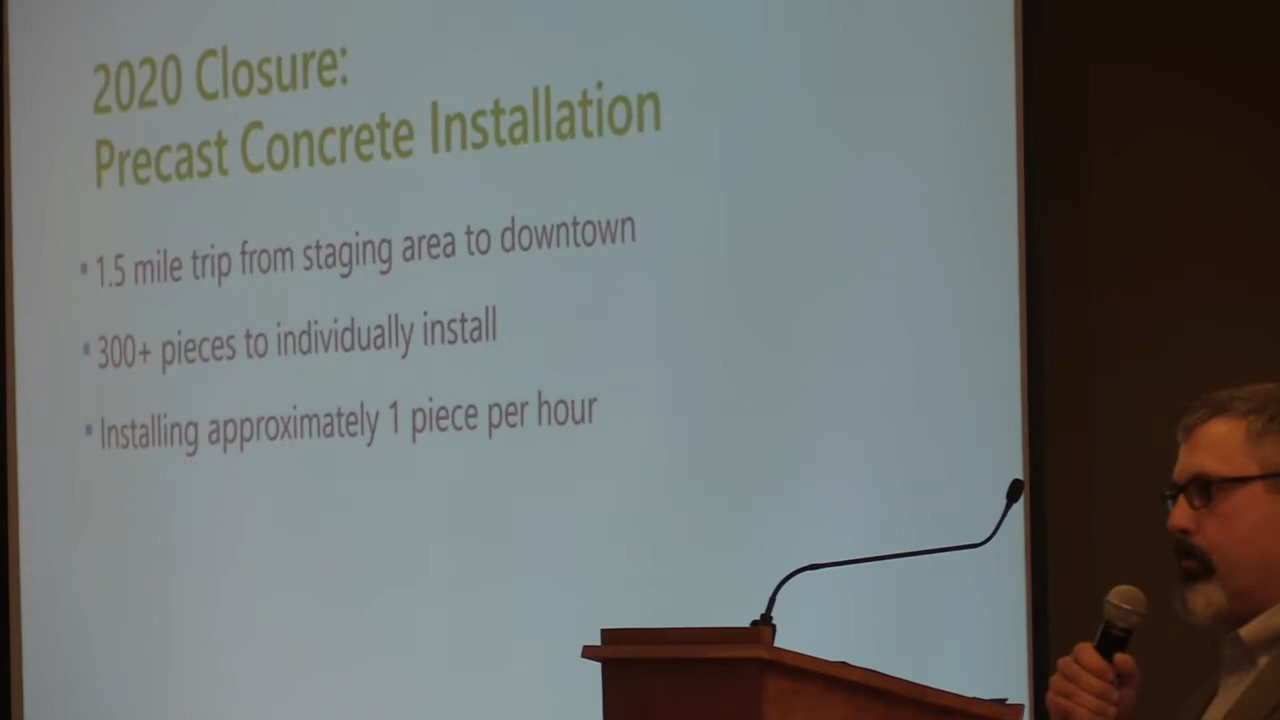 2020 Closure:
Precast Concrete Installation
• 1.5 mile trip from staging area to downtown
• 300+ pieces to individually install
• Installing approximately 1 piece per hour